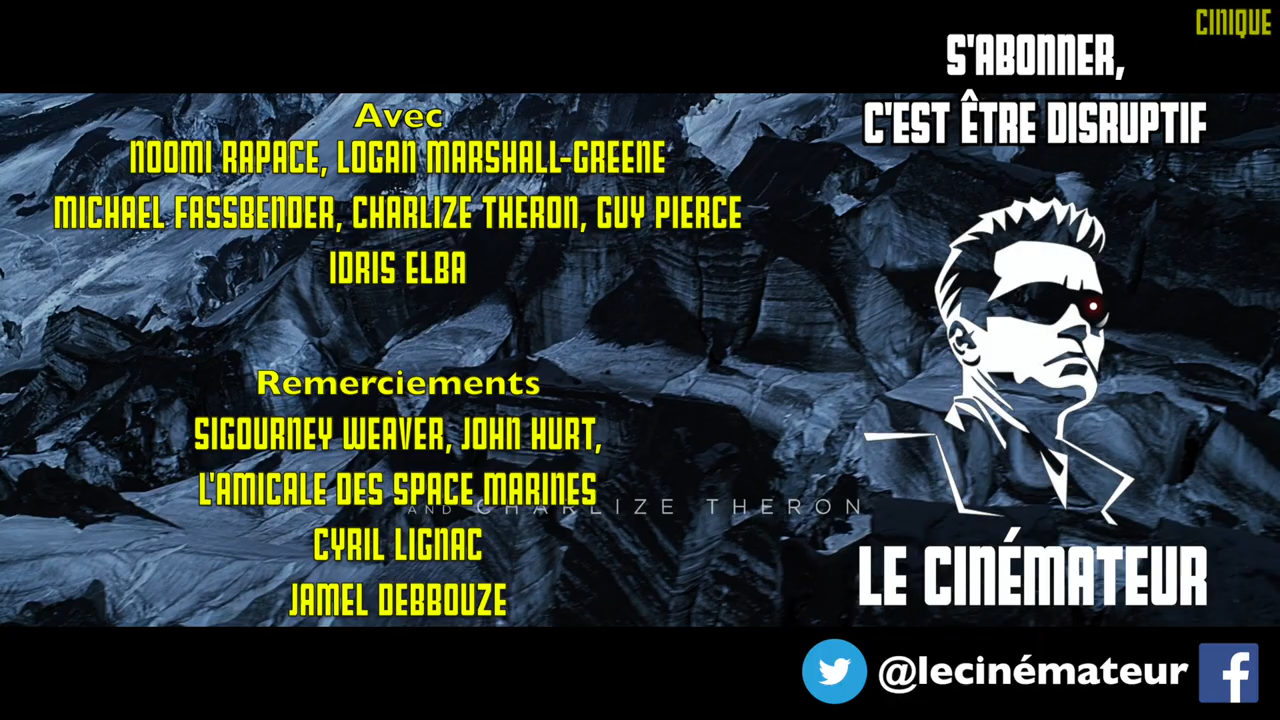 CINIQUE
S'ABONNER,
C'EST ÊTRE DISRUPTIF
Avec
NOOMI RAPACE, LOGAN MARSHALL-GREENE
MICHAEL FASSBENDER, CHARLIZE THERON, GUY PIERCE
IDRIS ELBA
Remerciements
SIGOURNEY WEAVER, JOHN HURT,
L'AMICALE DES SPACE MARINES
AND CHARLIZE THERON
CYRIL LIGNAC
JAMEL DEBBOUZE
LE CINÉMATEUR
@lecinémateur
f